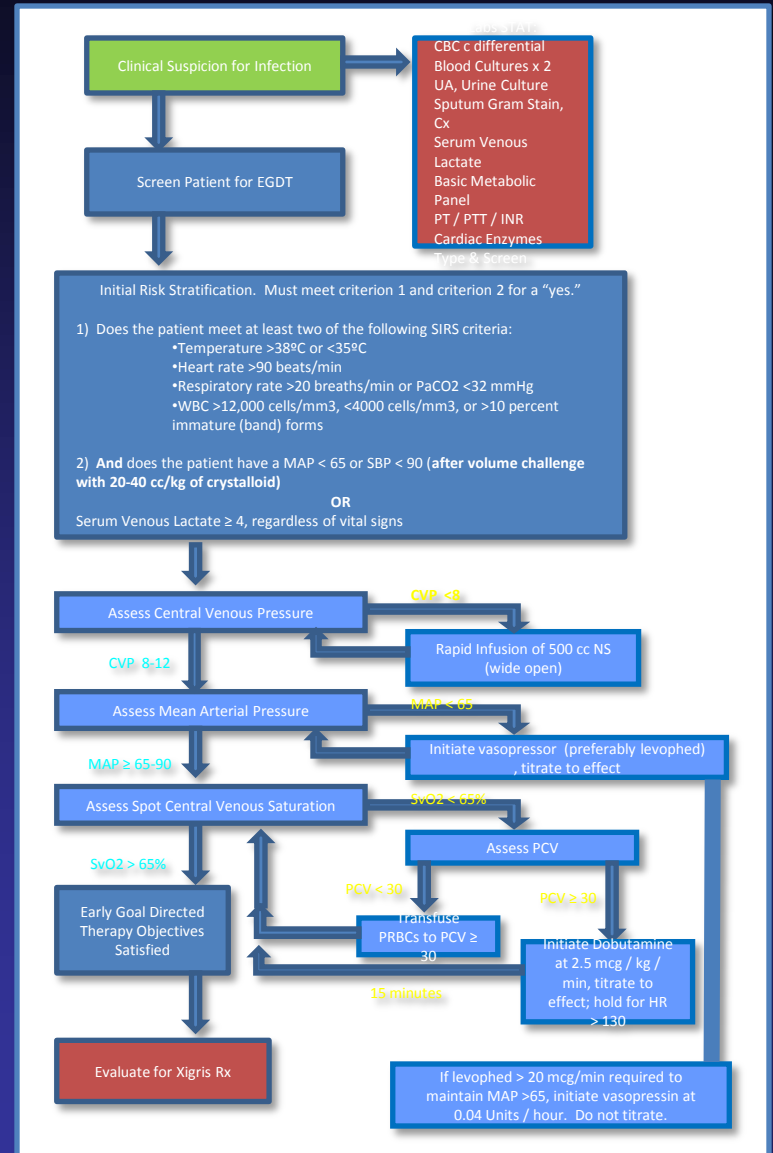 Labs STAT:
CBC c differential
Blood Cultures x 2
UA, Urine Culture
Sputum Gram Stain,
Cx
Serum Venous
Lactate
Basic Metabolic
Panel
PT / PTT / INR
Cardiac Enzymes
Type & Screen
Clinical Suspicion for Infection
Screen Patient for EGDT
Initial Risk Stratification. Must meet criterion 1 and criterion 2 for a “yes.”
1) Does the patient meet at least two of the following SIRS criteria:
•Temperature >38ºC or <35ºC
•Heart rate >90 beats/min
•Respiratory rate >20 breaths/min or PaCO2 <32 mmHg
•WBC >12,000 cells/mm3, <4000 cells/mm3, or >10 percent
immature (band) forms
2) And does the patient have a MAP < 65 or SBP < 90 (after volume challenge
with 20-40 cc/kg of crystalloid)
OR
Serum Venous Lactate ≥ 4, regardless of vital signs
Assess Central Venous Pressure
CVP <8
Rapid Infusion of 500 cc NS
(wide open)
CVP 8-12
Assess Mean Arterial Pressure
MAP < 65
Initiate vasopressor (preferably levophed)
, titrate to effect
MAP ≥ 65-90
Assess Spot Central Venous Saturation
SvO2 < 65%
Assess PCV
SvO2 > 65%
PCV < 30
PCV ≥ 30
Early Goal Directed
Therapy Objectives
Satisfied
Transfuse
PRBCs to PCV ≥
30
Initiate Dobutamine
at 2.5 mcg / kg /
min, titrate to
effect; hold for HR
> 130
15 minutes
Evaluate for Xigris Rx
If levophed > 20 mcg/min required to
maintain MAP >65, initiate vasopressin at
0.04 Units / hour. Do not titrate.